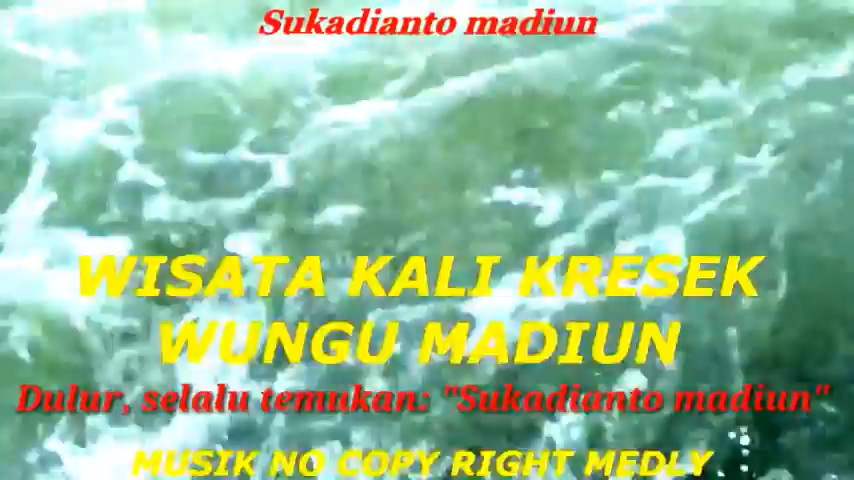 Sukadianto madiun
WISATA KALI KRESEK
WUNGU MADIUN
Dulur, selalu temukan: "Sukadianto madiun"
MUSIK NO COPY RIGHT MEDLY